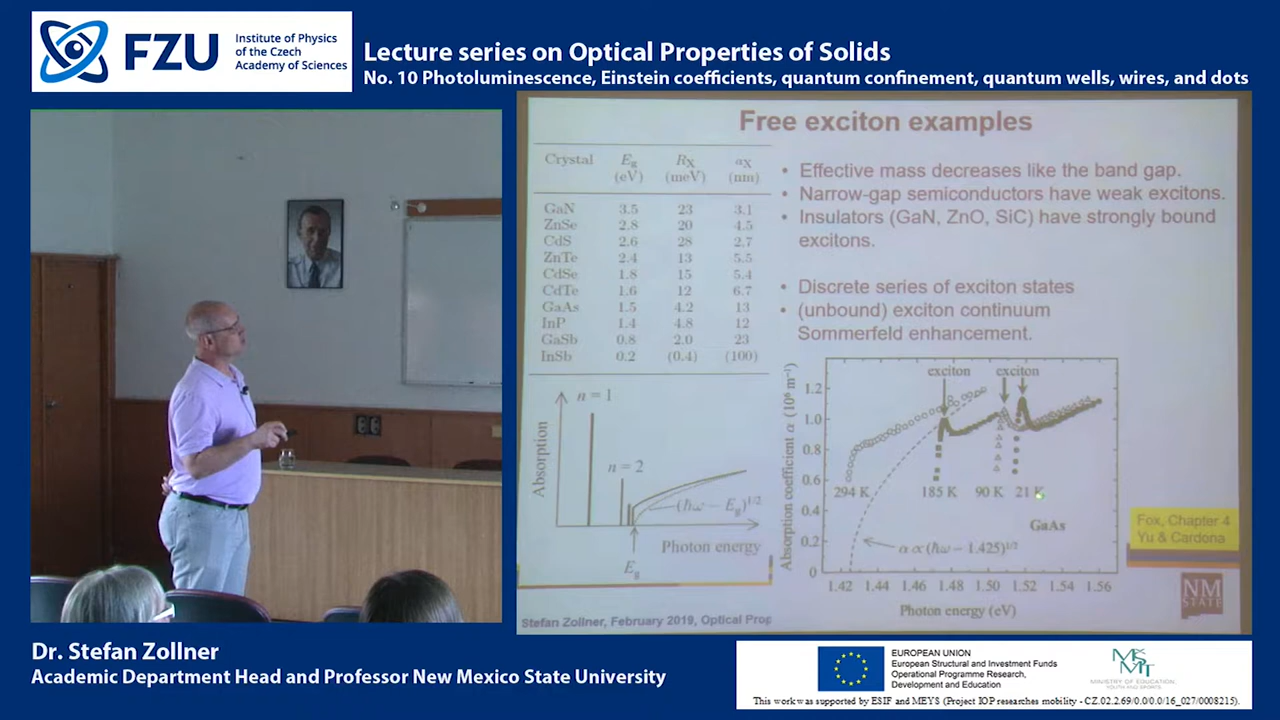 FZU
Institute of Physics
of the Czech
Academy of Sciences
Lecture series on Optical Properties of Solids
No. 10 Photoluminescence, Einstein coefficients, quantum confinement, quantum wells, wires, and dots
Free exciton examples
Crystal Eg RX aX
(eV) (meV) (nm)
GaN 3.5 23 3.1
ZnSe 2.8 20 4.5
CdS 2.6 28 2.7
ZnTe 2.4 13 5.5
CdSe 1.8 15 5.4
CdTe 1.6 12 6.7
GaAs 1.5 4.2 13
InP 1.4 4.8 12
GaSb 0.8 2.0 23
InSb 0.2 (0.4) (100)
• Effective mass decreases like the band gap.
• Narrow-gap semiconductors have weak excitons.
• Insulators (GaN, ZnO, SiC) have strongly bound
excitons.
• Discrete series of exciton states
• (unbound) exciton continuum
Sommerfeld enhancement.
Absorption
n = 1
n = 2
(ħω − Eg)1/2
Photon energy
Eg
Absorption coefficient α (10⁶ m⁻¹)
1.2
1.0
0.8
0.6
0.4
0.2
0
exciton exciton
294 K 185 K 90 K 21 K
GaAs
α ∝ (ħω − 1.425)1/2
1.42 1.44 1.46 1.48 1.50 1.52 1.54 1.56
Photon energy (eV)
Fox, Chapter 4
Yu & Cardona
NM
STATE
Stefan Zollner, February 2019, Optical Prop
Dr. Stefan Zollner
Academic Department Head and Professor New Mexico State University
EUROPEAN UNION
European Structural and Investment Funds
Operational Programme Research,
Development and Education
MINISTRY OF EDUCATION,
YOUTH AND SPORTS
This work was supported by ESIF and MEYS (Project IOP researches mobility - CZ.02.2.69/0.0/0.0/16_027/0008215).